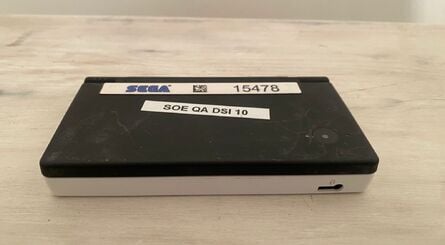 SEGA 15478
SOE QA DSI 10